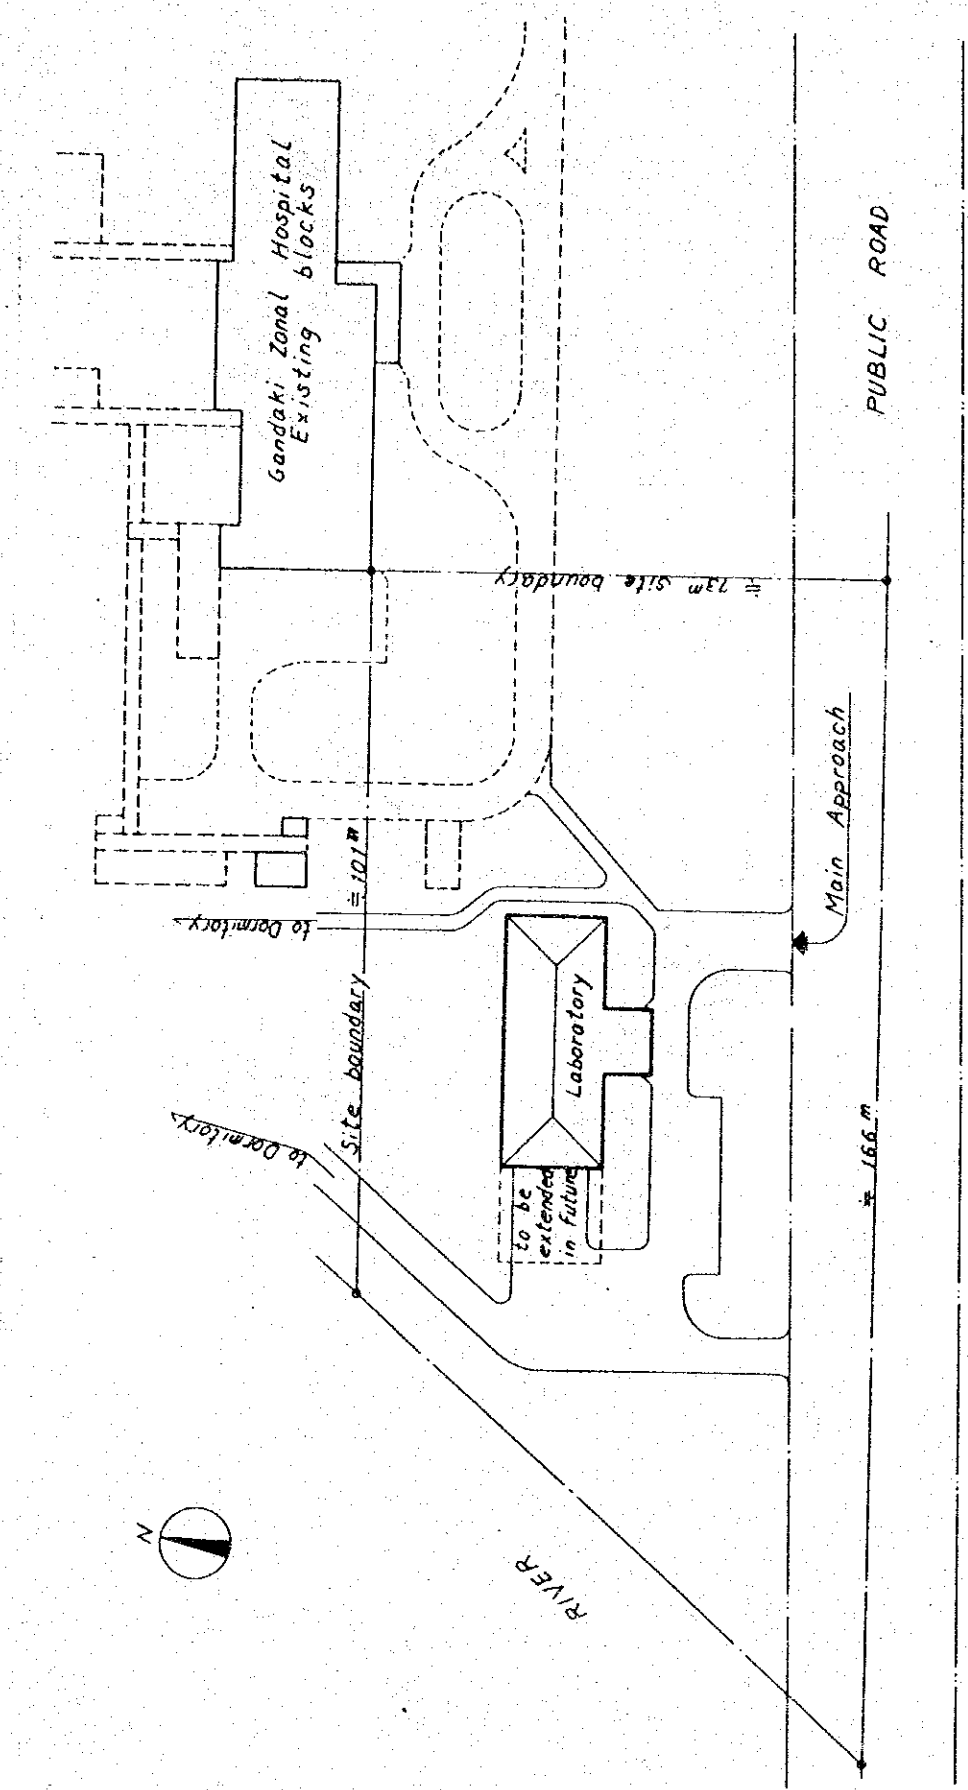 Gandaki Zonal Hospital
Existing blocks
PUBLIC ROAD
≒ 73m Site boundary
Main Approach
Site boundary ≒ 101m
to Dormitory
Laboratory
to Dormitory
to be
extended
in future
≒ 166 m
N
RIVER